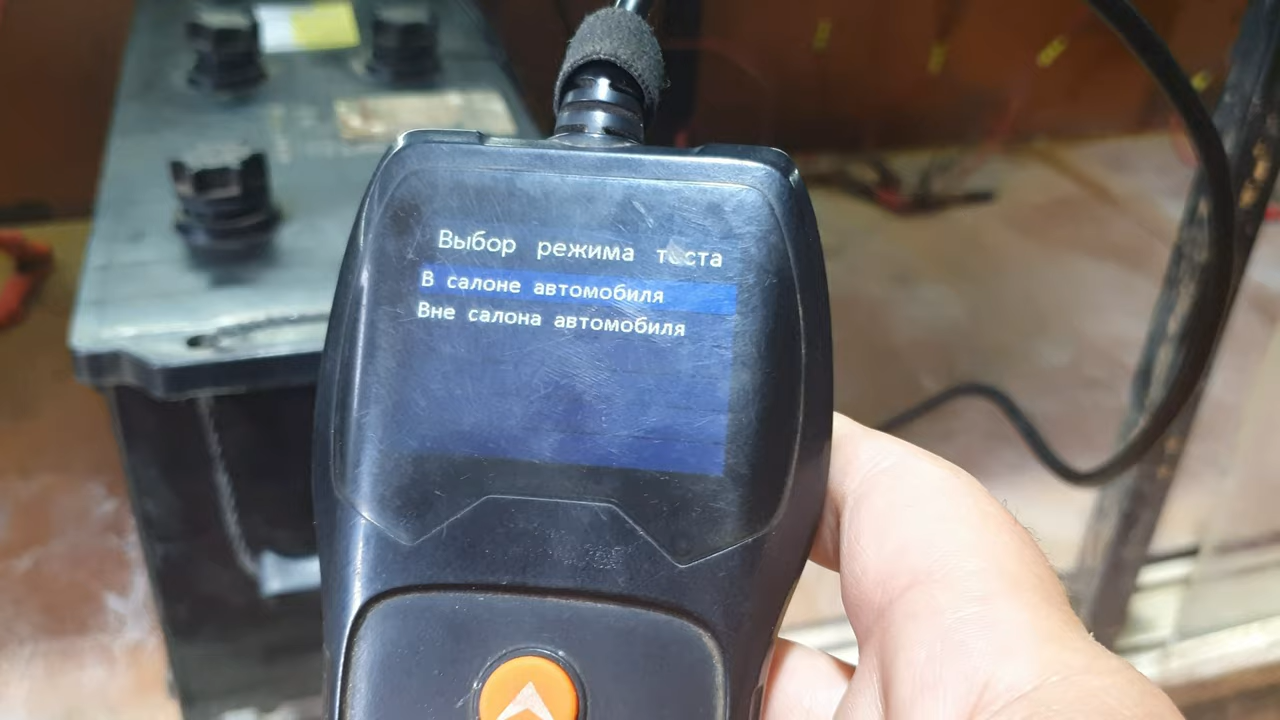 Выбор режима теста
В салоне автомобиля
Вне салона автомобиля